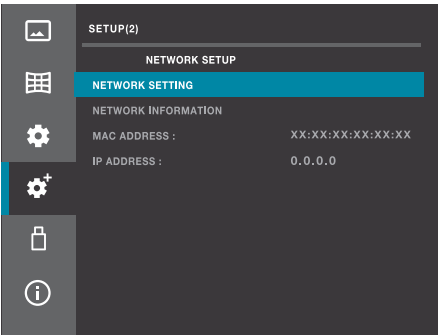 SETUP(2)
NETWORK SETUP
NETWORK SETTING
NETWORK INFORMATION
MAC ADDRESS : XX:XX:XX:XX:XX:XX
IP ADDRESS : 0.0.0.0